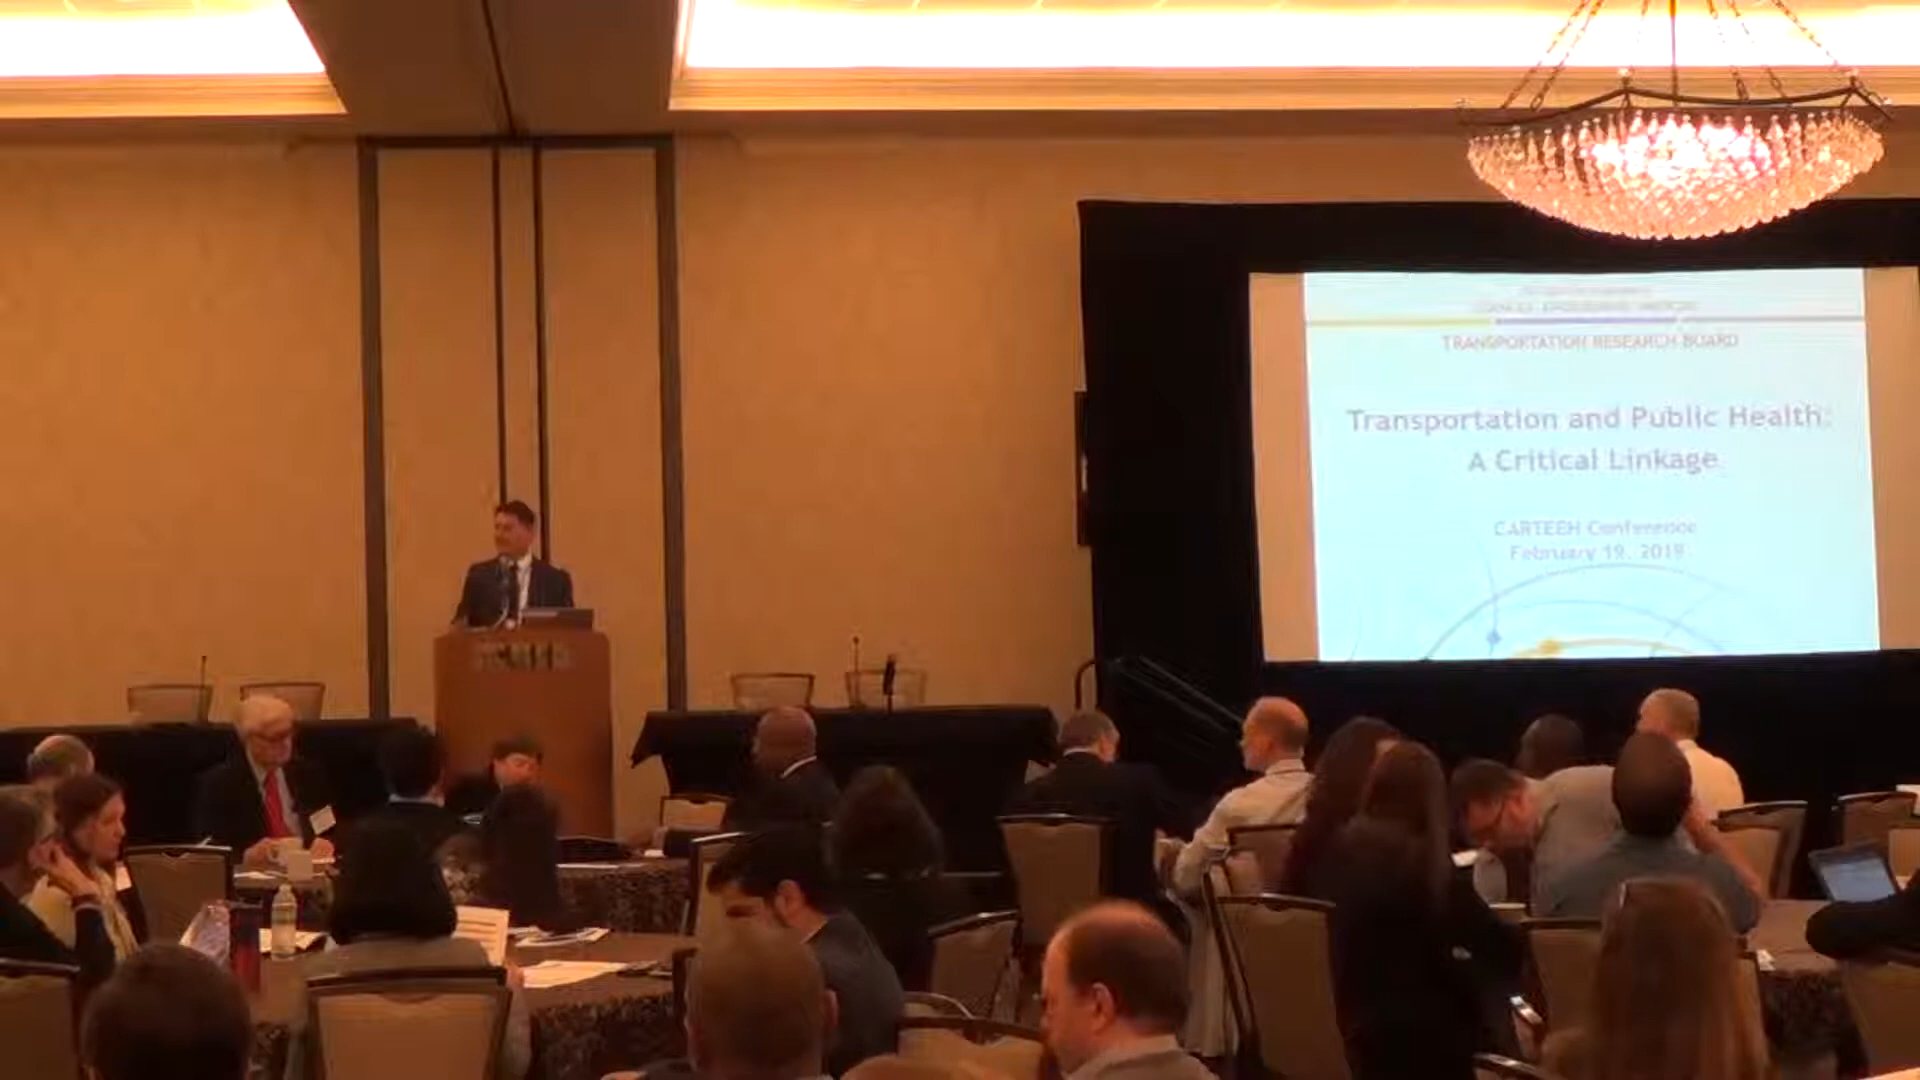 TRANSPORTATION RESEARCH BOARD
Transportation and Public Health:
A Critical Linkage
CARTEEH Conference
February 19, 2019